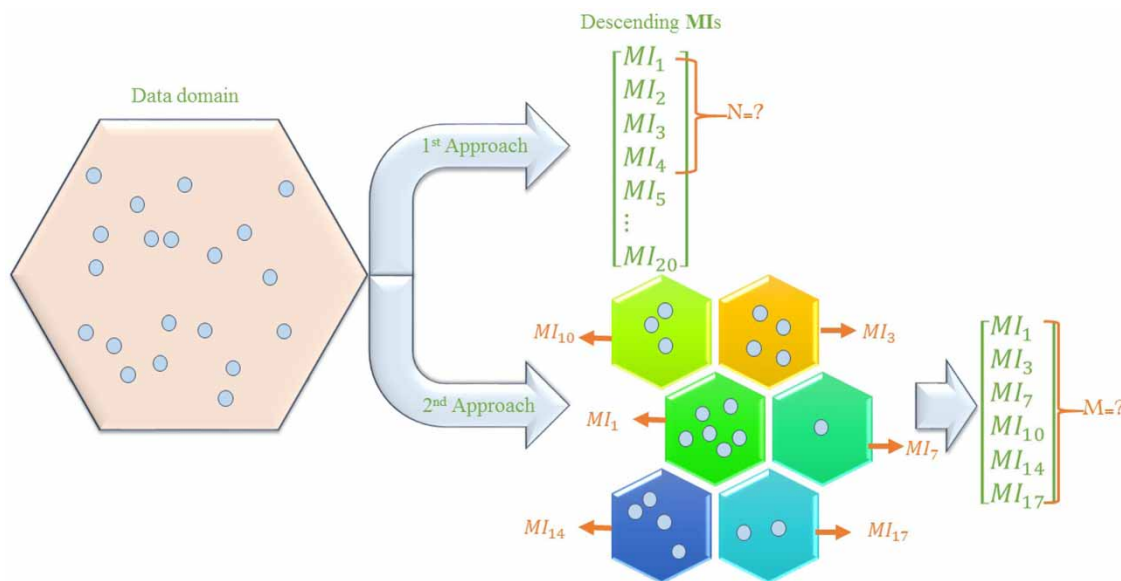 Descending MIs
Data domain
1st Approach
MI1
MI2
MI3
MI4
MI5
⋮
MI20
N=?
2nd Approach
MI10
MI3
MI1
MI7
MI14
MI17
MI1
MI3
MI7
MI10
MI14
MI17
M=?